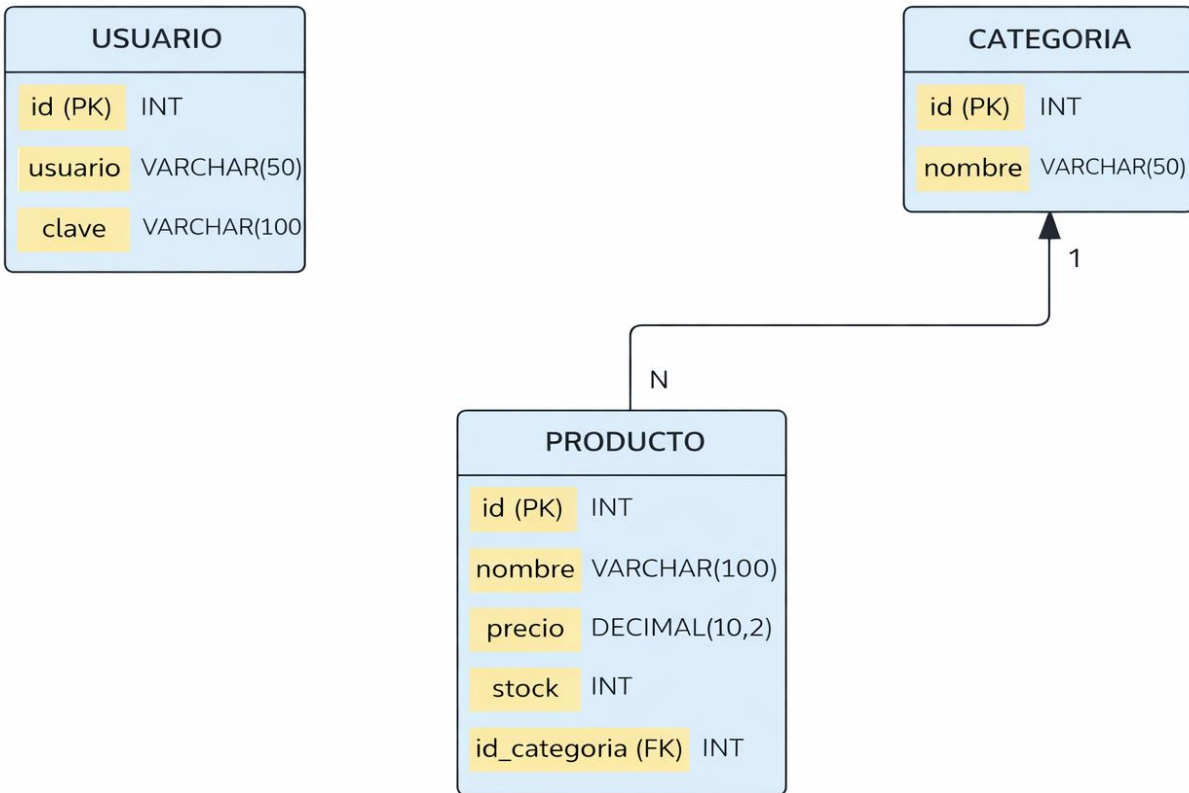 USUARIO
id (PK) INT
usuario VARCHAR(50)
clave VARCHAR(100
CATEGORIA
id (PK) INT
nombre VARCHAR(50)
1
N
PRODUCTO
id (PK) INT
nombre VARCHAR(100)
precio DECIMAL(10,2)
stock INT
id_categoria (FK) INT